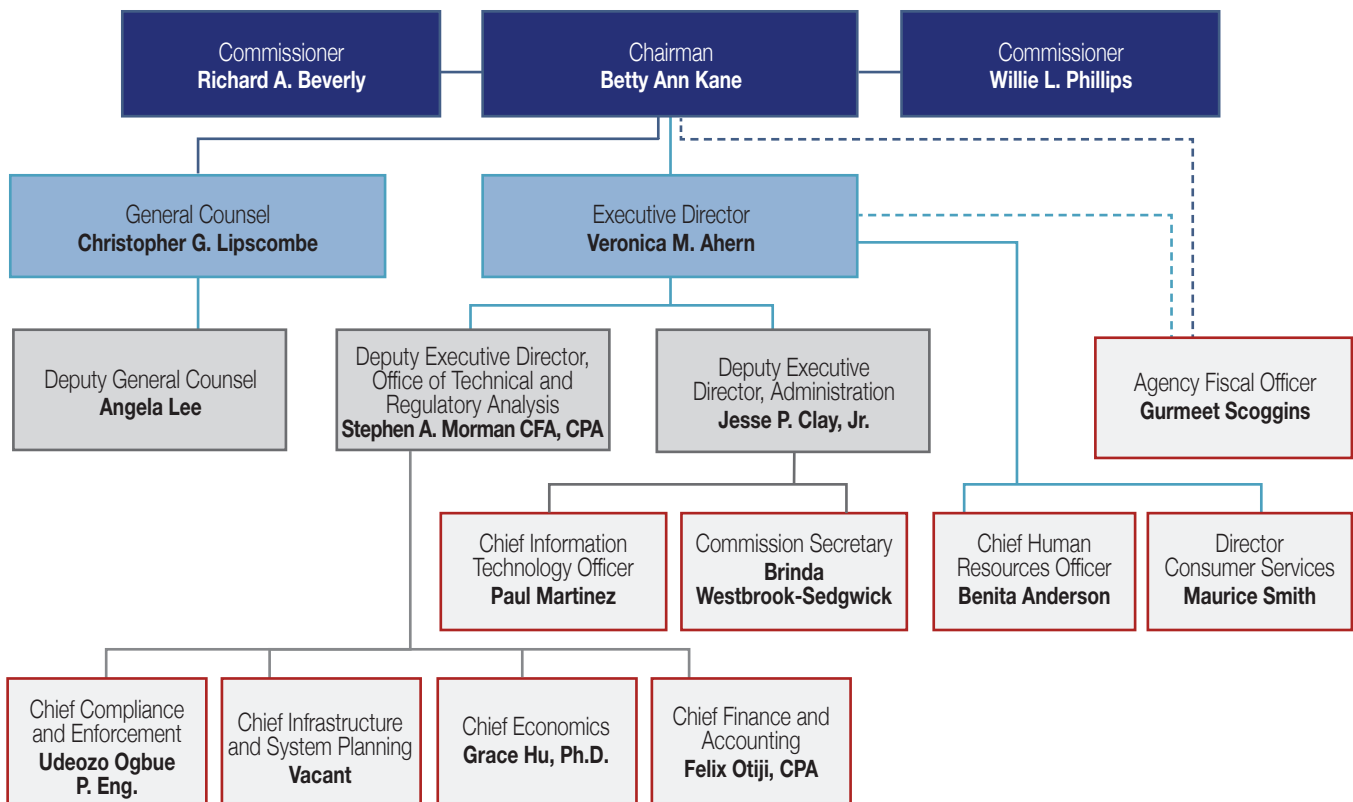 Commissioner
Richard A. Beverly
Chairman
Betty Ann Kane
Commissioner
Willie L. Phillips
General Counsel
Christopher G. Lipscombe
Executive Director
Veronica M. Ahern
Deputy General Counsel
Angela Lee
Deputy Executive Director,
Office of Technical and
Regulatory Analysis
Stephen A. Morman CFA, CPA
Deputy Executive
Director, Administration
Jesse P. Clay, Jr.
Agency Fiscal Officer
Gurmeet Scoggins
Chief Information
Technology Officer
Paul Martinez
Commission Secretary
Brinda
Westbrook-Sedgwick
Chief Human
Resources Officer
Benita Anderson
Director
Consumer Services
Maurice Smith
Chief Compliance
and Enforcement
Udeozo Ogbue
P. Eng.
Chief Infrastructure
and System Planning
Vacant
Chief Economics
Grace Hu, Ph.D.
Chief Finance and
Accounting
Felix Otiji, CPA